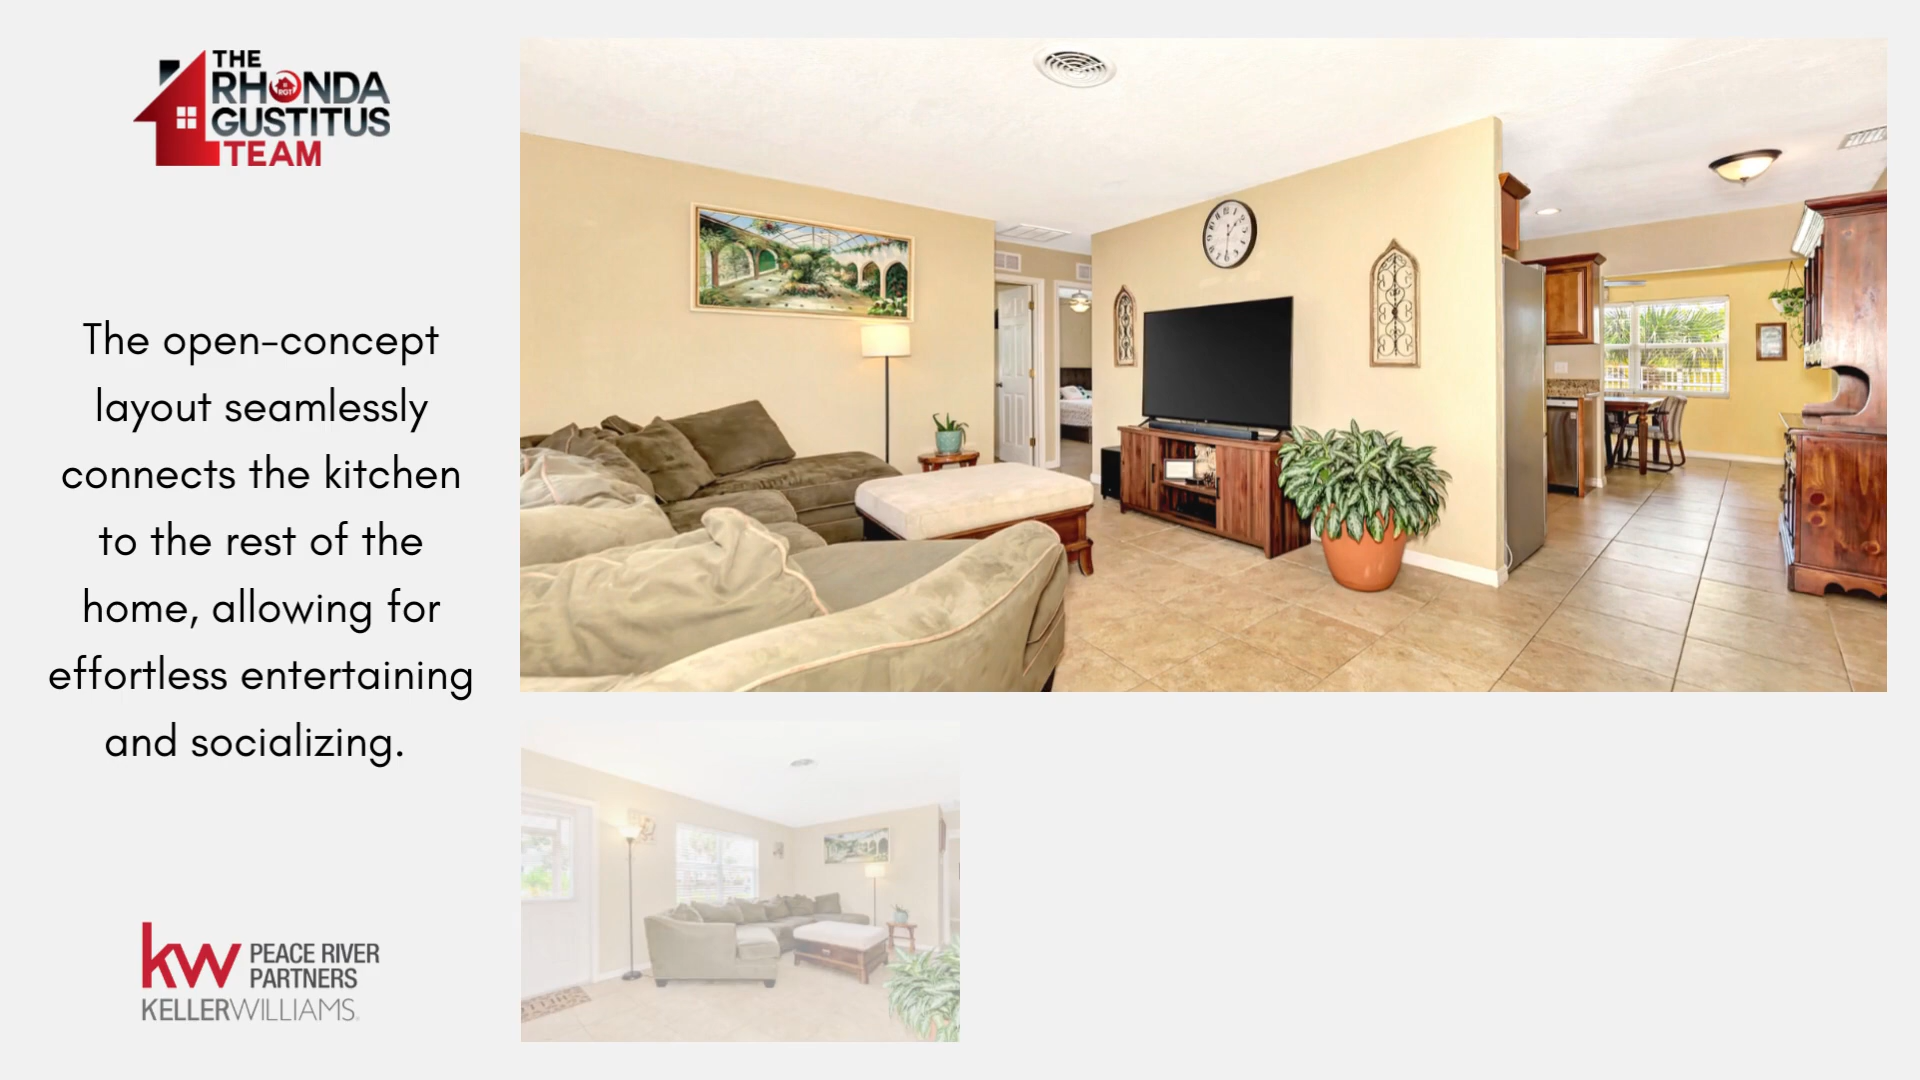 THE
RHONDA
GUSTITUS
TEAM
The open-concept
layout seamlessly
connects the kitchen
to the rest of the
home, allowing for
effortless entertaining
and socializing.
kw PEACE RIVER
PARTNERS
KELLERWILLIAMS.